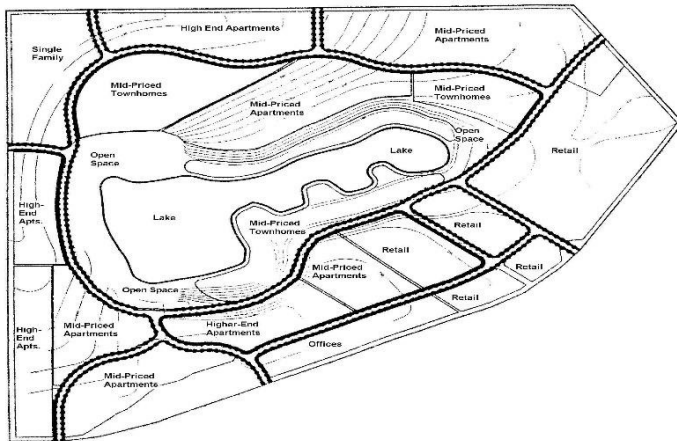 High End Apartments
Single
Family
Mid-Priced
Apartments
Mid-Priced
Townhomes
Mid-Priced
Apartments
Mid-Priced
Townhomes
Open
Space
Lake
Open
Space
Retail
High-
End
Apts.
Lake
Mid-Priced
Townhomes
Retail
Retail
Mid-Priced
Apartments
Retail
Open Space
Retail
High-
End
Apts.
Mid-Priced
Apartments
Higher-End
Apartments
Offices
Mid-Priced
Apartments